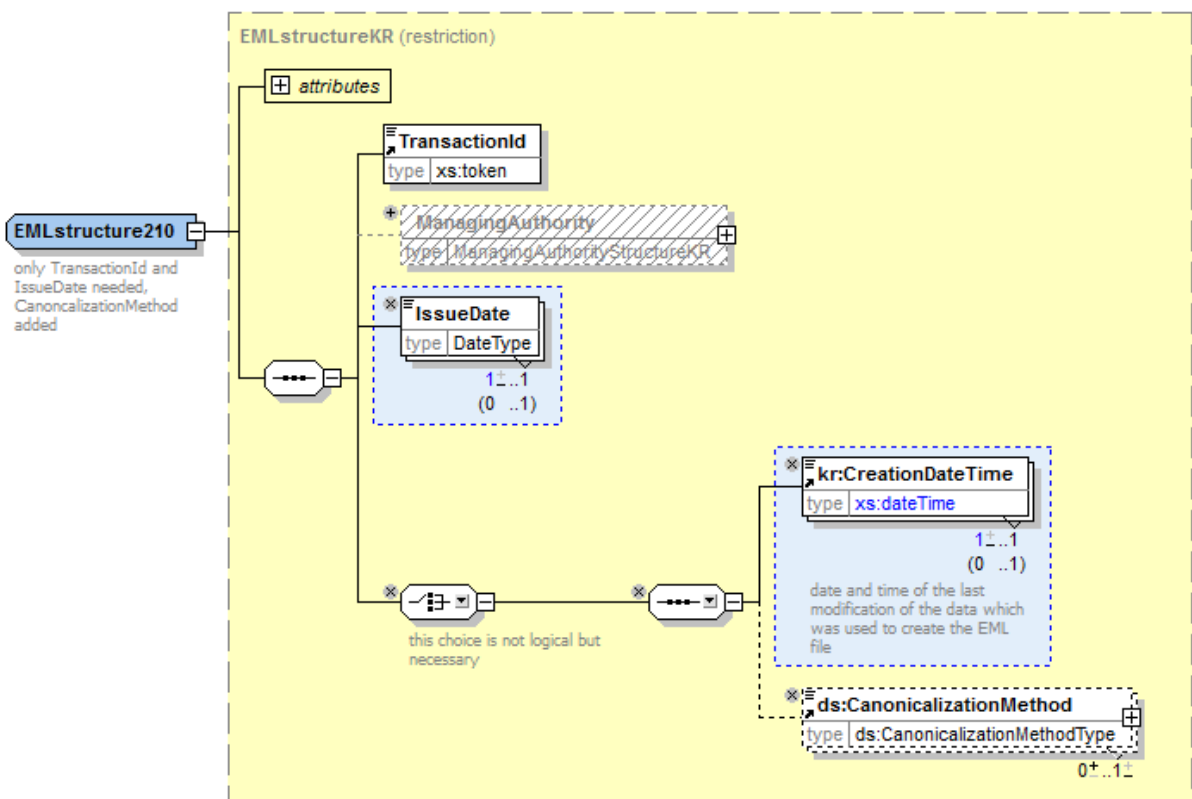 EMLstructureKR (restriction)
attributes
TransactionId
type xs:token
ManagingAuthority
type ManagingAuthorityStructureKR
EMLstructure210
only TransactionId and
IssueDate needed,
CanoncalizationMethod
added
IssueDate
type DateType
1±..1
(0 ..1)
kr:CreationDateTime
type xs:dateTime
1±..1
(0 ..1)
date and time of the last
modification of the data which
was used to create the EML
file
this choice is not logical but
necessary
ds:CanonicalizationMethod
type ds:CanonicalizationMethodType
0±..1±